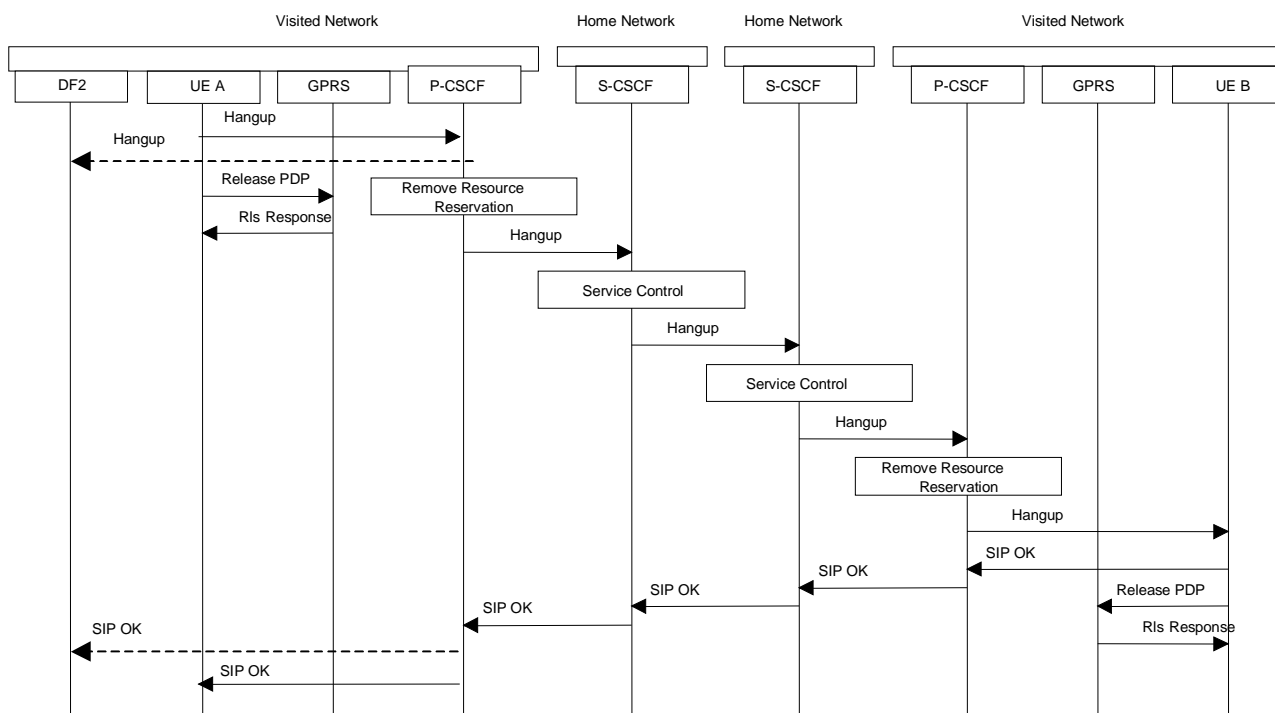 Visited Network
Home Network
Home Network
Visited Network
DF2
UE A
GPRS
P-CSCF
S-CSCF
S-CSCF
P-CSCF
GPRS
UE B
Hangup
Hangup
Release PDP
Remove Resource
Reservation
Rls Response
Hangup
Service Control
Hangup
Service Control
Hangup
Remove Resource
Reservation
Hangup
SIP OK
SIP OK
SIP OK
Release PDP
SIP OK
SIP OK
Rls Response
SIP OK